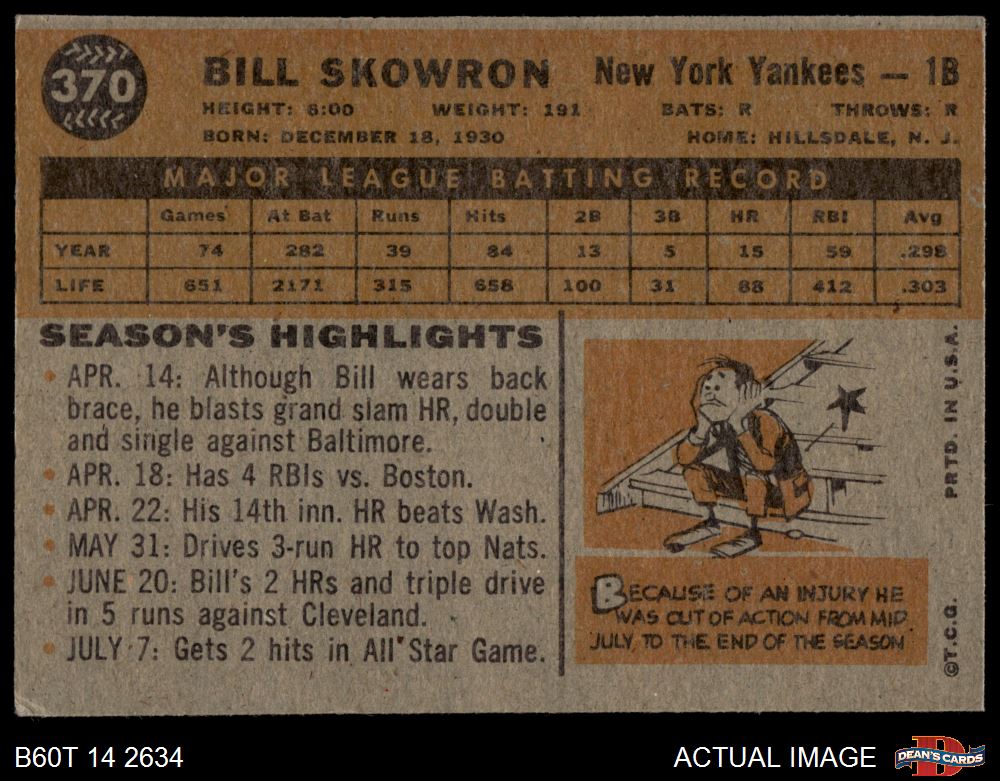 370
BILL SKOWRON New York Yankees — 1B
HEIGHT: 6:00 WEIGHT: 191 BATS: R THROWS: R
BORN: DECEMBER 18, 1930 HOME: HILLSDALE, N. J.
MAJOR LEAGUE BATTING RECORD
Games At Bat Runs Hits 2B 3B HR RBI Avg
YEAR 74 282 39 84 13 5 15 59 .298
LIFE 651 2171 315 658 100 31 88 412 .303
SEASON'S HIGHLIGHTS
• APR. 14: Although Bill wears back
brace, he blasts grand slam HR, double
and single against Baltimore.
• APR. 18: Has 4 RBIs vs. Boston.
• APR. 22: His 14th inn. HR beats Wash.
• MAY 31: Drives 3-run HR to top Nats.
• JUNE 20: Bill's 2 HRs and triple drive
in 5 runs against Cleveland.
• JULY 7: Gets 2 hits in All Star Game.
BECAUSE OF AN INJURY HE
WAS OUT OF ACTION FROM MID
JULY, TO THE END OF THE SEASON
©T.C.G. PRTD. IN U.S.A.
B60T 14 2634
ACTUAL IMAGE
D
DEAN'S CARDS